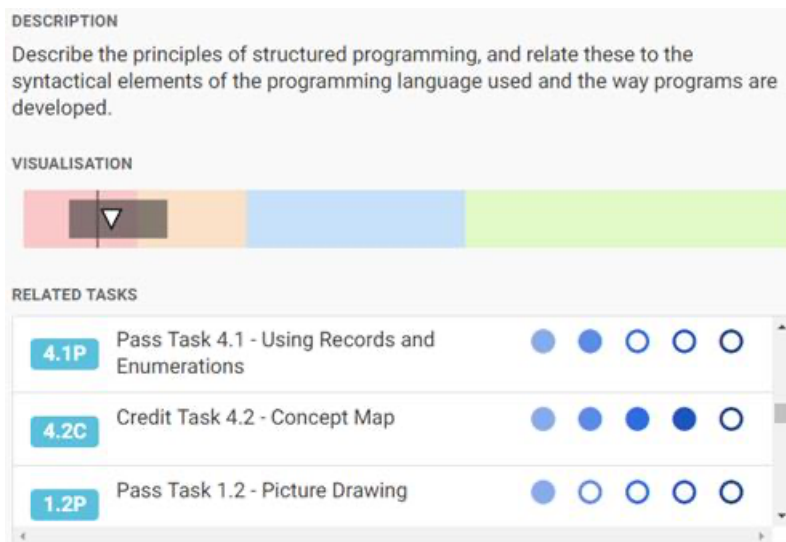 DESCRIPTION
Describe the principles of structured programming, and relate these to the
syntactical elements of the programming language used and the way programs are
developed.
VISUALISATION
RELATED TASKS
4.1P
Pass Task 4.1 - Using Records and
Enumerations
4.2C
Credit Task 4.2 - Concept Map
1.2P
Pass Task 1.2 - Picture Drawing